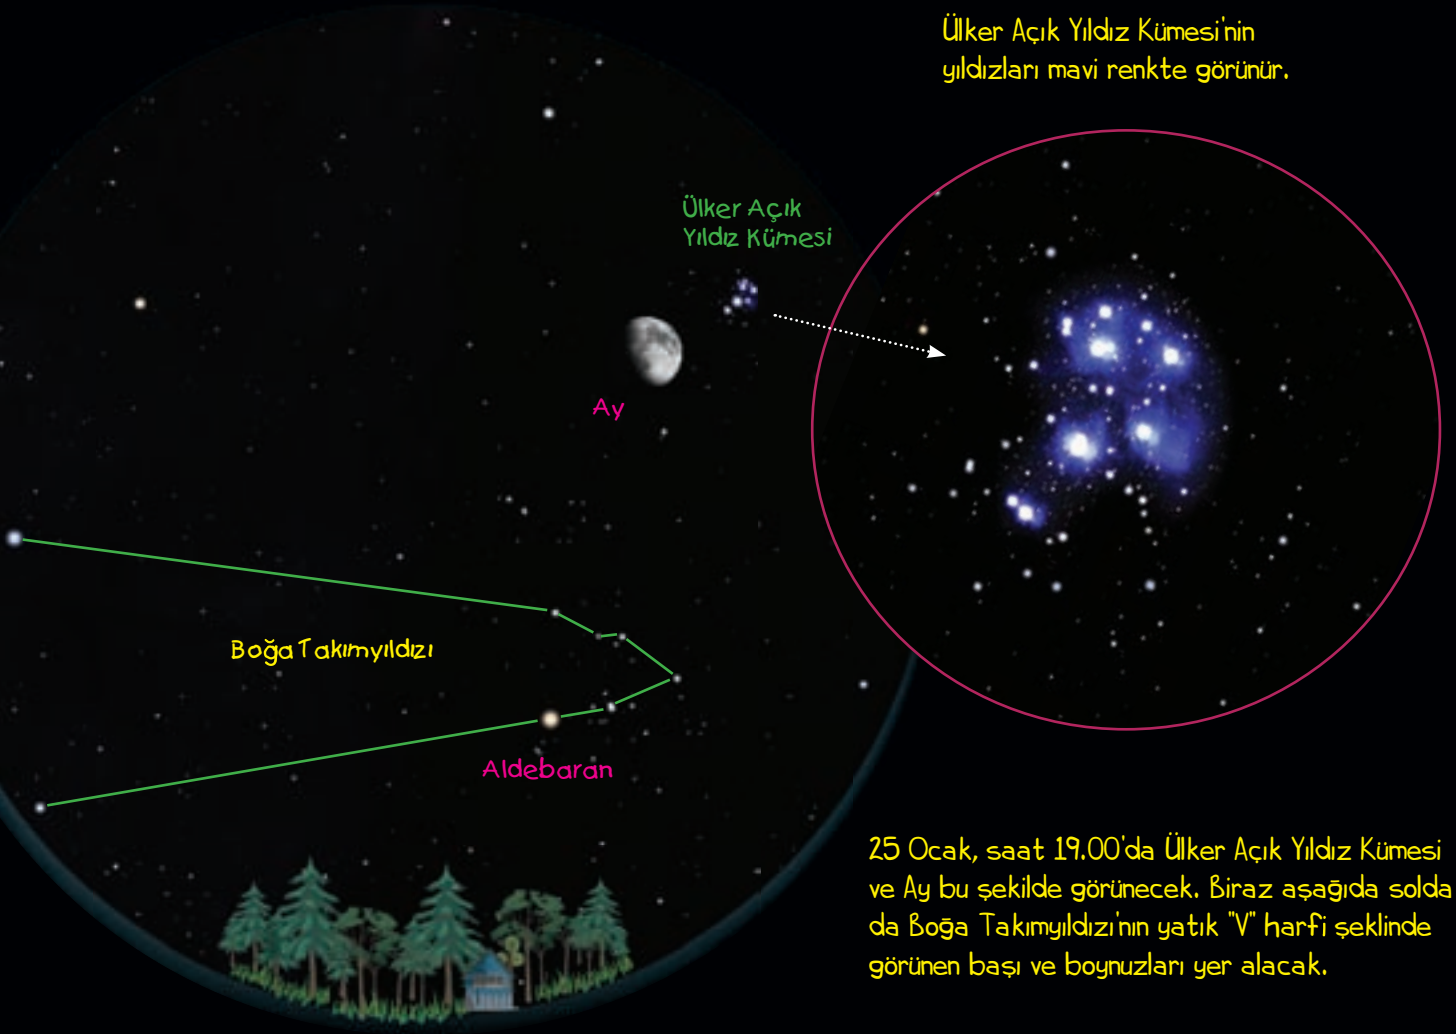 Ülker Açık Yıldız Kümesi'nin
yıldızları mavi renkte görünür.
Ülker Açık
Yıldız Kümesi
Ay
Boğa Takımyıldızı
Aldebaran
25 Ocak, saat 19.00'da Ülker Açık Yıldız Kümesi
ve Ay bu şekilde görünecek. Biraz aşağıda solda
da Boğa Takımyıldızı'nın yatık "V" harfi şeklinde
görünen başı ve boynuzları yer alacak.